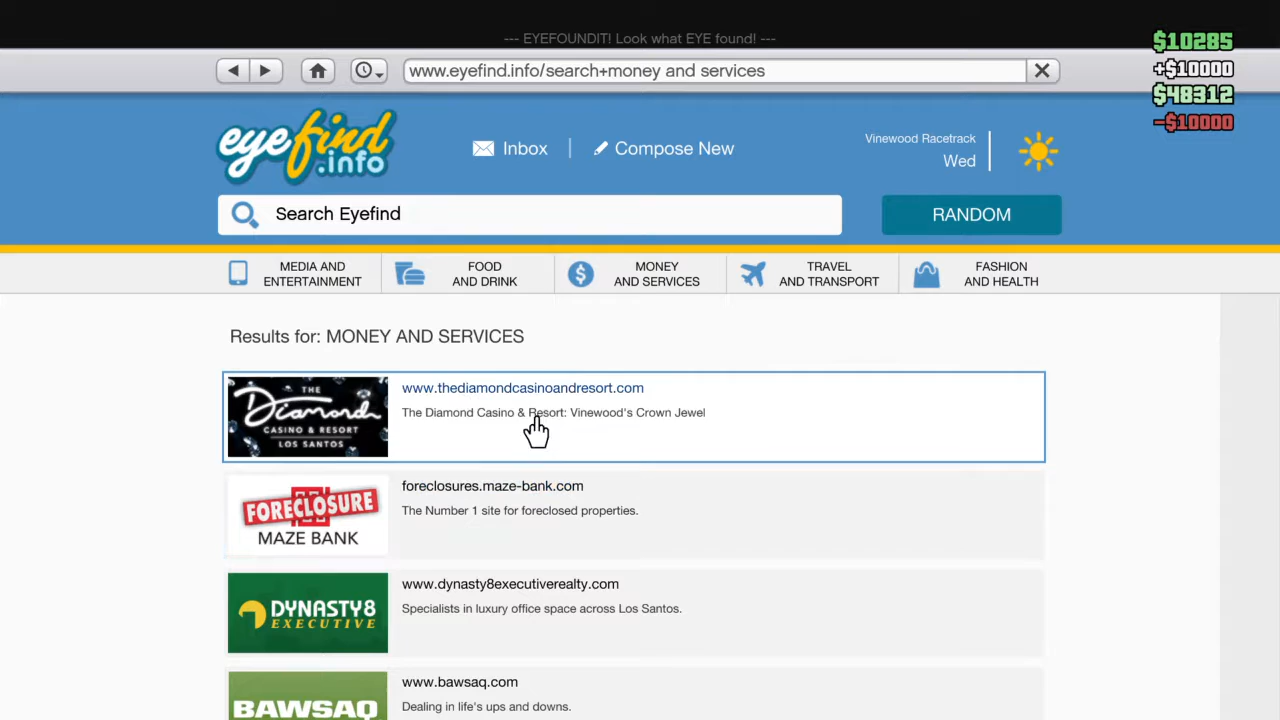 --- EYEFOUNDIT! Look what EYE found! ---
$10285
+$10000
$48312
-$10000
www.eyefind.info/search+money and services
eyefind
.info
Inbox
Compose New
Vinewood Racetrack
Wed
Search Eyefind
RANDOM
MEDIA AND
ENTERTAINMENT
FOOD
AND DRINK
MONEY
AND SERVICES
TRAVEL
AND TRANSPORT
FASHION
AND HEALTH
Results for: MONEY AND SERVICES
THE
Diamond
CASINO & RESORT
LOS SANTOS
www.thediamondcasinoandresort.com
The Diamond Casino & Resort: Vinewood's Crown Jewel
FORECLOSURE
MAZE BANK
foreclosures.maze-bank.com
The Number 1 site for foreclosed properties.
DYNASTY8
EXECUTIVE
www.dynasty8executiverealty.com
Specialists in luxury office space across Los Santos.
BAWSAQ
www.bawsaq.com
Dealing in life's ups and downs.